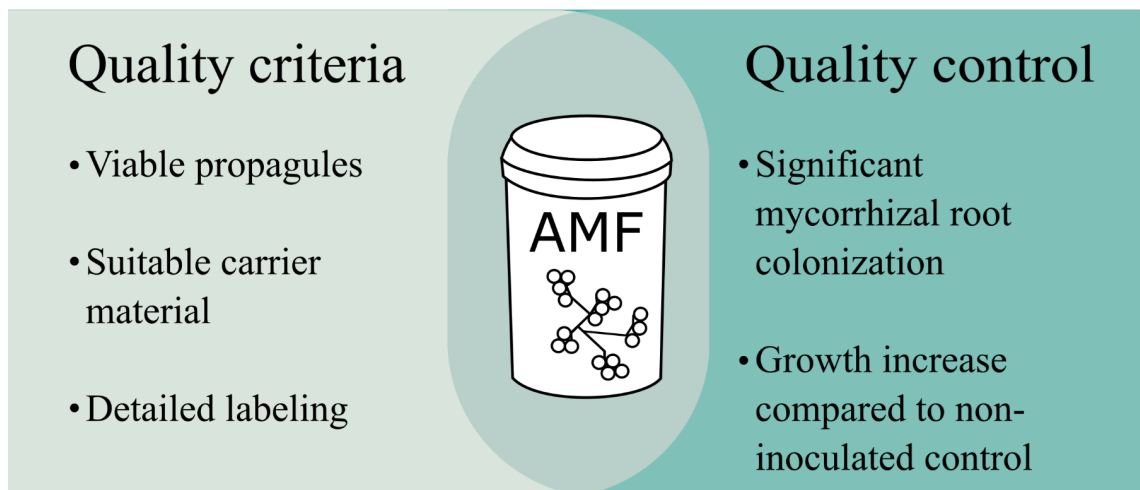 Quality criteria
• Viable propagules
• Suitable carrier
material
• Detailed labeling
AMF
Quality control
• Significant
mycorrhizal root
colonization
• Growth increase
compared to non-
inoculated control